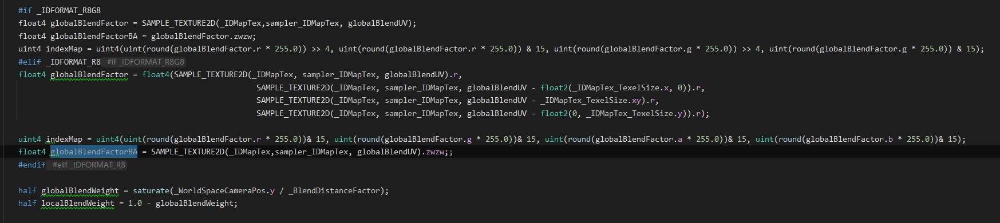 #if _IDFORMAT_R8G8
float4 globalBlendFactor = SAMPLE_TEXTURE2D(_IDMapTex,sampler_IDMapTex, globalBlendUV);
float4 globalBlendFactorBA = globalBlendFactor.zwzw;
uint4 indexMap = uint4(uint(round(globalBlendFactor.r * 255.0)) >> 4, uint(round(globalBlendFactor.r * 255.0)) & 15, uint(round(globalBlendFactor.g * 255.0)) >> 4, uint(round(globalBlendFactor.g * 255.0)) & 15);
#elif _IDFORMAT_R8 #if _IDFORMAT_R8G8
float4 globalBlendFactor = float4(SAMPLE_TEXTURE2D(_IDMapTex, sampler_IDMapTex, globalBlendUV).r,
SAMPLE_TEXTURE2D(_IDMapTex, sampler_IDMapTex, globalBlendUV - float2(_IDMapTex_TexelSize.x, 0)).r,
SAMPLE_TEXTURE2D(_IDMapTex, sampler_IDMapTex, globalBlendUV - _IDMapTex_TexelSize.xy).r,
SAMPLE_TEXTURE2D(_IDMapTex, sampler_IDMapTex, globalBlendUV - float2(0, _IDMapTex_TexelSize.y)).r);
uint4 indexMap = uint4(uint(round(globalBlendFactor.r * 255.0))& 15, uint(round(globalBlendFactor.g * 255.0))& 15, uint(round(globalBlendFactor.a * 255.0))& 15, uint(round(globalBlendFactor.b * 255.0))& 15);
float4 globalBlendFactorBA = SAMPLE_TEXTURE2D(_IDMapTex,sampler_IDMapTex, globalBlendUV).zwzw;;
#endif #elif _IDFORMAT_R8
half globalBlendWeight = saturate(_WorldSpaceCameraPos.y / _BlendDistanceFactor);
half localBlendWeight = 1.0 - globalBlendWeight;